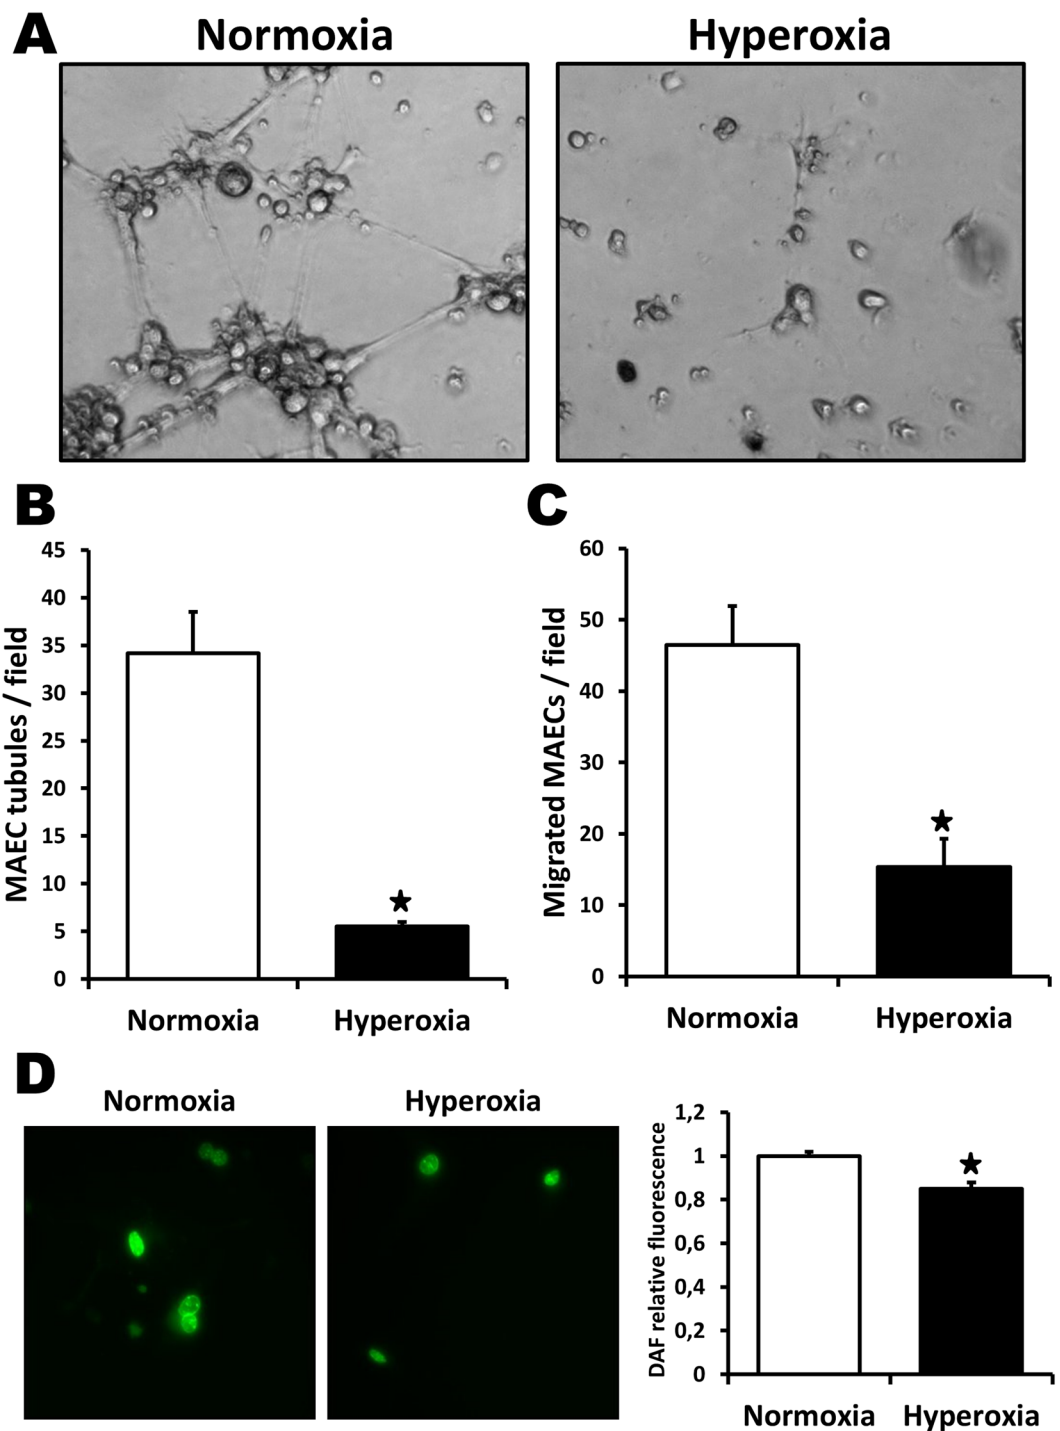 A
Normoxia
Hyperoxia
B
MAEC tubules / field
45
40
35
30
25
20
15
10
5
0
Normoxia
Hyperoxia
C
Migrated MAECs / field
60
50
40
30
20
10
0
Normoxia
Hyperoxia
D
Normoxia
Hyperoxia
DAF relative fluorescence
1,2
1
0,8
0,6
0,4
0,2
0
Normoxia
Hyperoxia